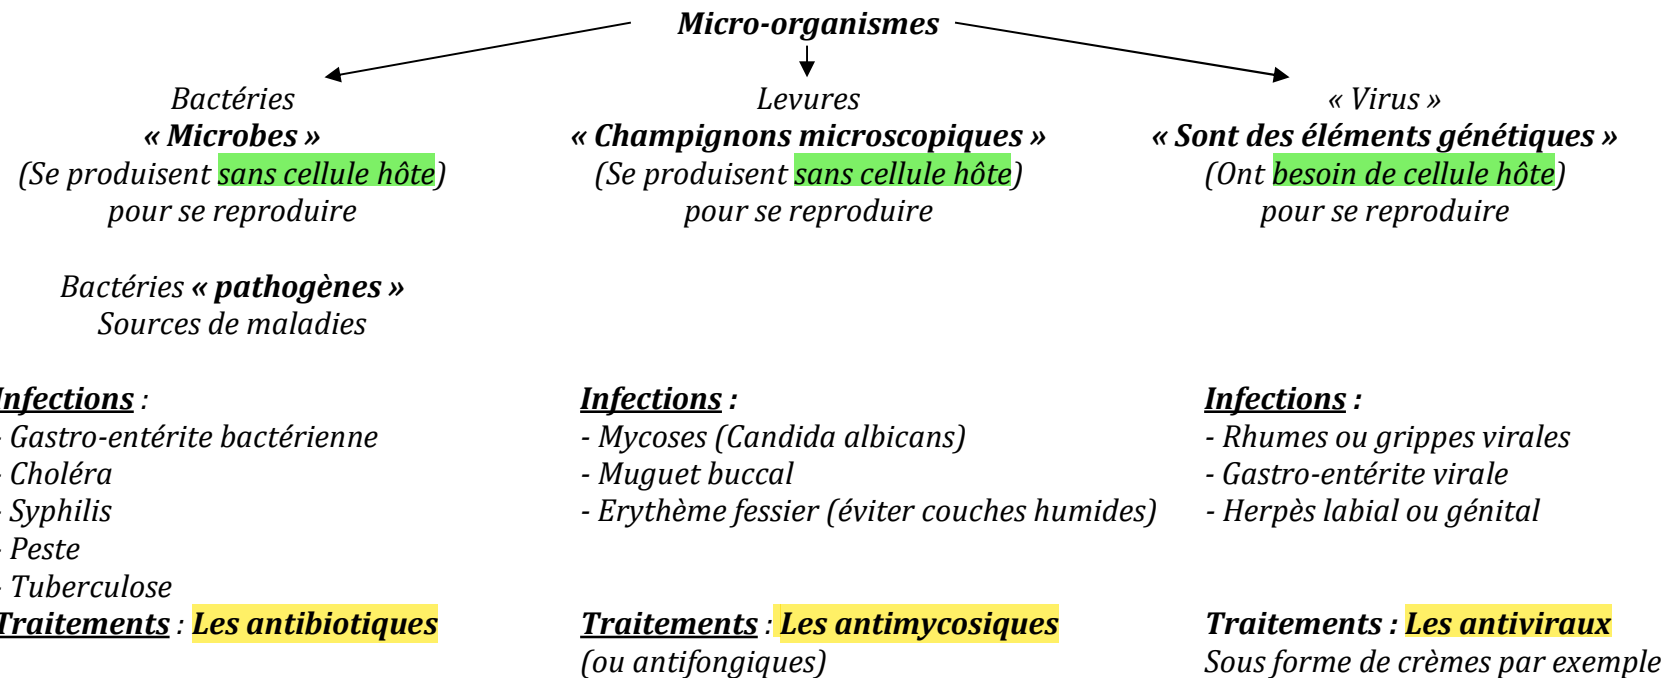 Micro-organismes
Bactéries
« Microbes »
(Se produisent sans cellule hôte)
pour se reproduire
Bactéries « pathogènes »
Sources de maladies
Infections :
- Gastro-entérite bactérienne
- Choléra
- Syphilis
- Peste
- Tuberculose
Traitements : Les antibiotiques
Levures
« Champignons microscopiques »
(Se produisent sans cellule hôte)
pour se reproduire
Infections :
- Mycoses (Candida albicans)
- Muguet buccal
- Erythème fessier (éviter couches humides)
Traitements : Les antimycosiques
(ou antifongiques)
« Virus »
« Sont des éléments génétiques »
(Ont besoin de cellule hôte)
pour se reproduire
Infections :
- Rhumes ou grippes virales
- Gastro-entérite virale
- Herpès labial ou génital
Traitements : Les antiviraux
Sous forme de crèmes par exemple